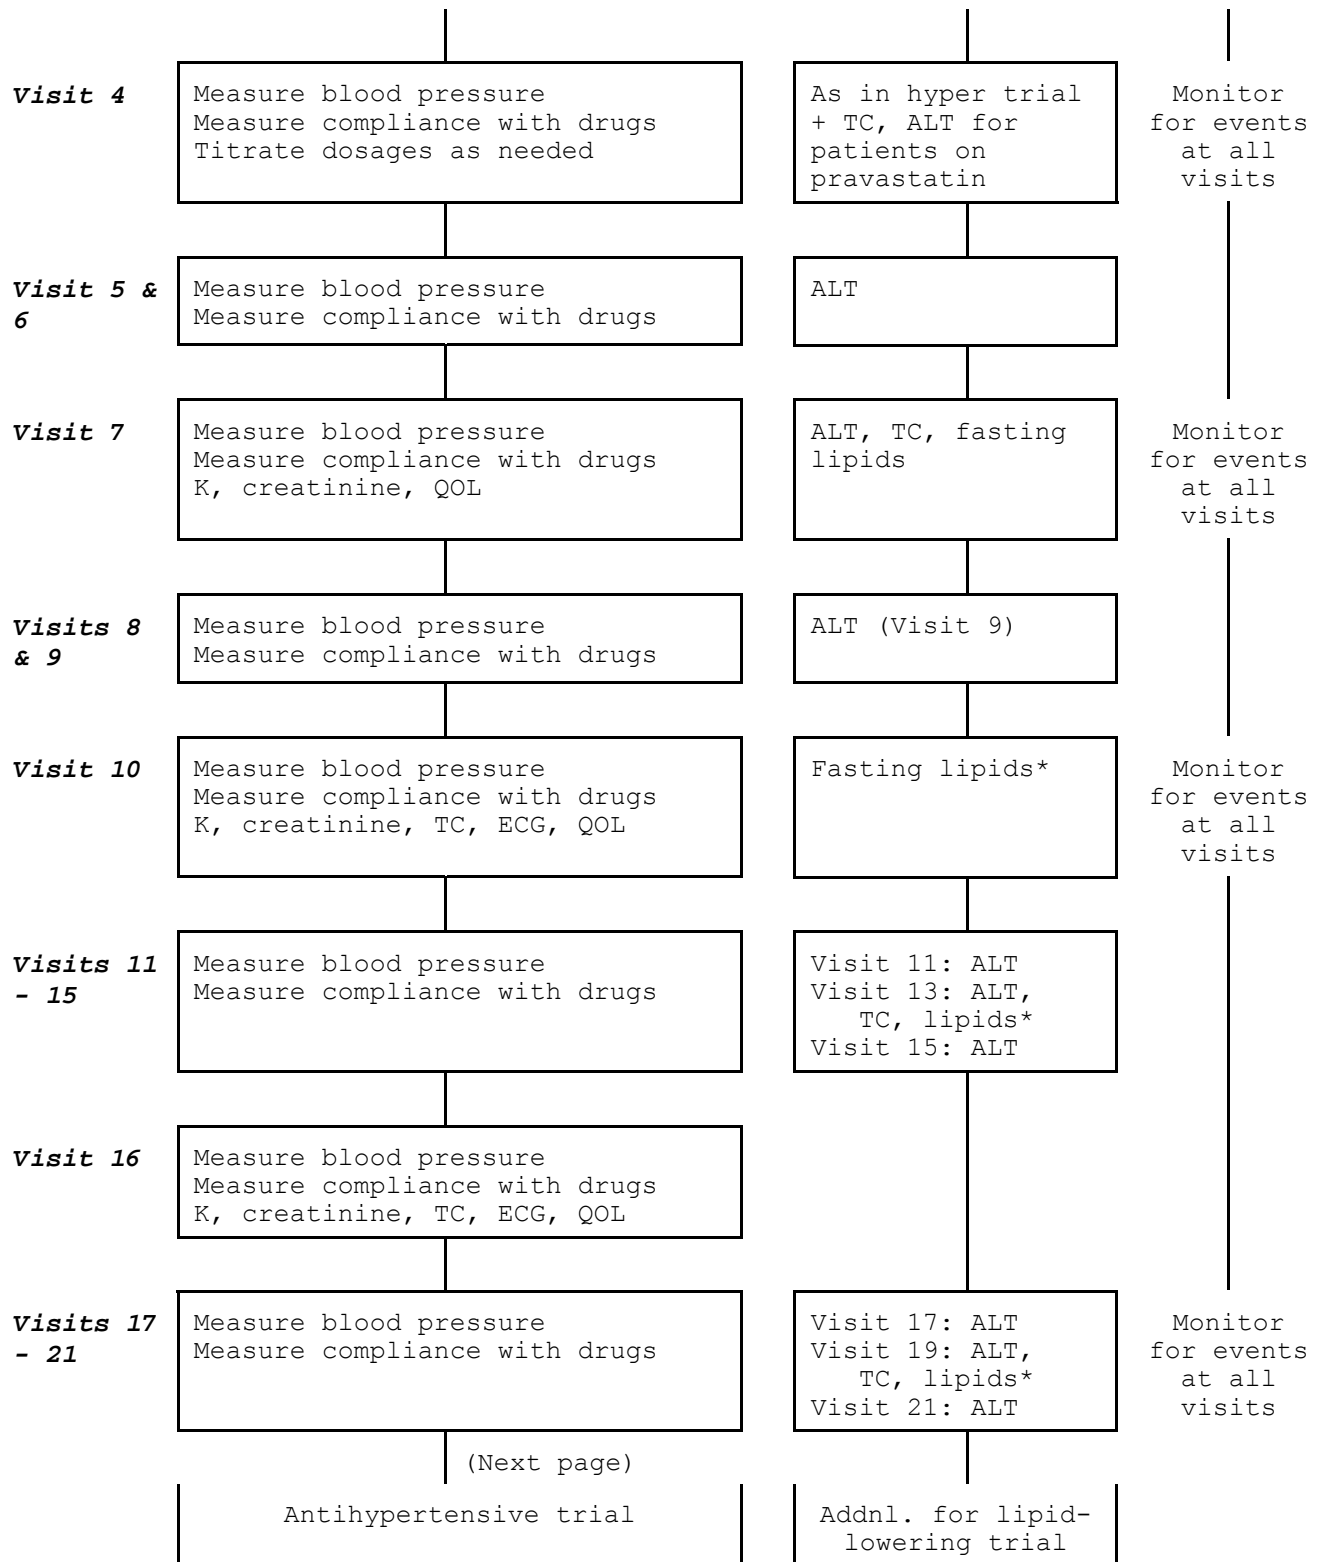 Visit 4
Measure blood pressure
Measure compliance with drugs
Titrate dosages as needed
As in hyper trial
+ TC, ALT for
patients on
pravastatin
Monitor
for events
at all
visits
Visit 5 &
6
Measure blood pressure
Measure compliance with drugs
ALT
Visit 7
Measure blood pressure
Measure compliance with drugs
K, creatinine, QOL
ALT, TC, fasting
lipids
Monitor
for events
at all
visits
Visits 8
& 9
Measure blood pressure
Measure compliance with drugs
ALT (Visit 9)
Visit 10
Measure blood pressure
Measure compliance with drugs
K, creatinine, TC, ECG, QOL
Fasting lipids*
Monitor
for events
at all
visits
Visits 11
- 15
Measure blood pressure
Measure compliance with drugs
Visit 11: ALT
Visit 13: ALT,
TC, lipids*
Visit 15: ALT
Visit 16
Measure blood pressure
Measure compliance with drugs
K, creatinine, TC, ECG, QOL
Visits 17
- 21
Measure blood pressure
Measure compliance with drugs
Visit 17: ALT
Visit 19: ALT,
TC, lipids*
Visit 21: ALT
Monitor
for events
at all
visits
(Next page)
Antihypertensive trial
Addnl. for lipid-
lowering trial